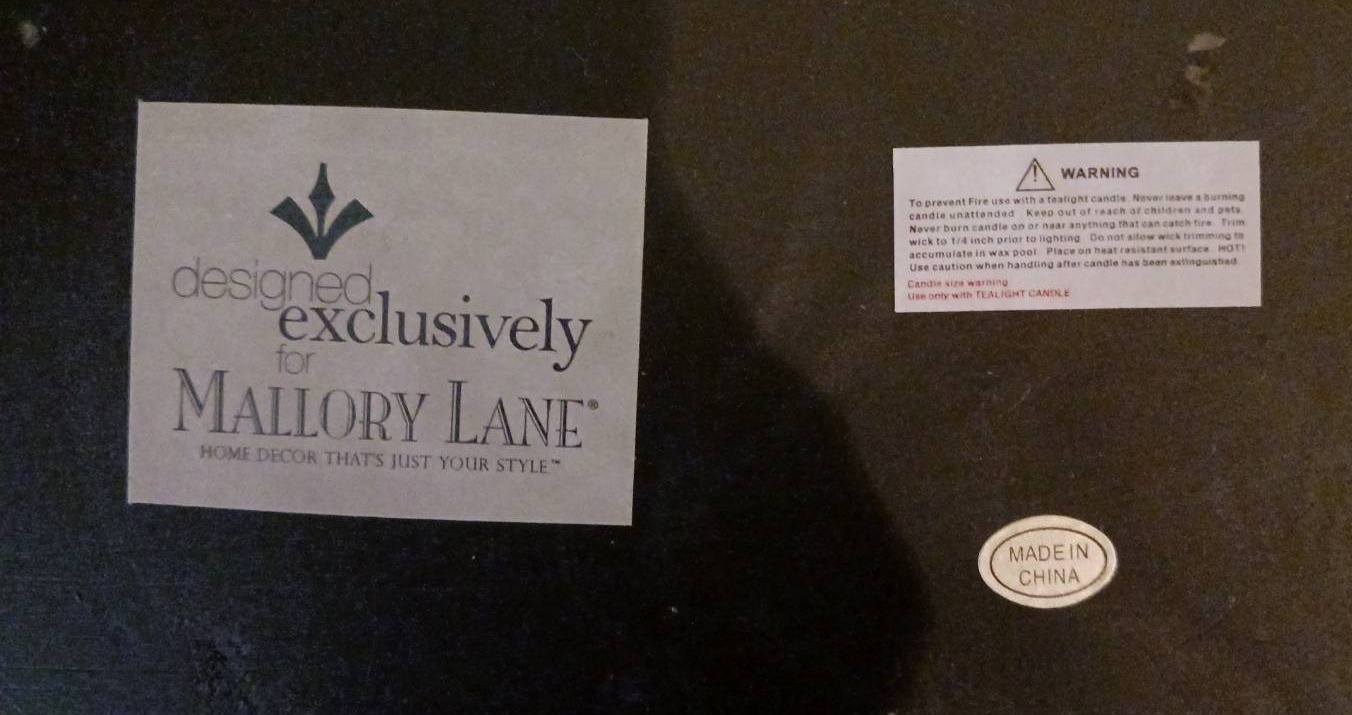 designed
exclusively
for
MALLORY LANE®
HOME DECOR THAT'S JUST YOUR STYLE™
WARNING
To prevent Fire use with a tealight candle. Never leave a burning
candle unattended. Keep out of reach of children and pets.
Never burn candle on or near anything that can catch fire. Trim
wick to 1/4 inch prior to lighting. Do not allow wick trimming to
accumulate in wax pool. Place on heat resistant surface. HOT!
Use caution when handling after candle has been extinguished.
Candle size warning
Use only with TEALIGHT CANDLE
MADE IN
CHINA